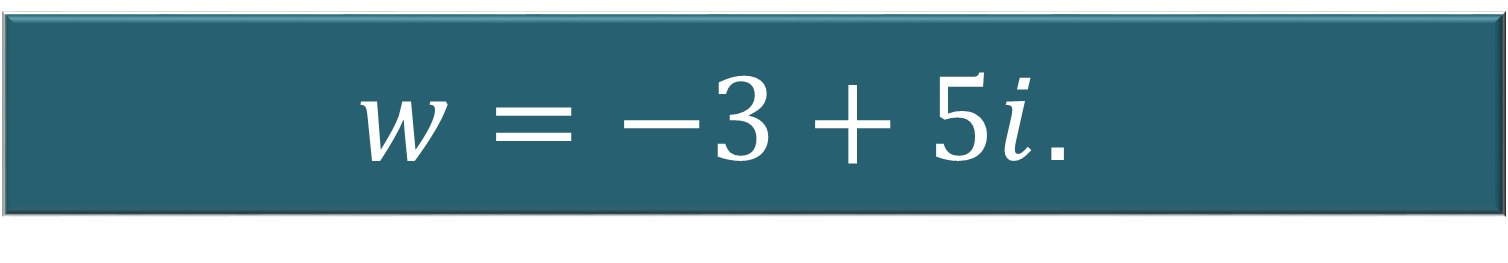 w = −3 + 5i.